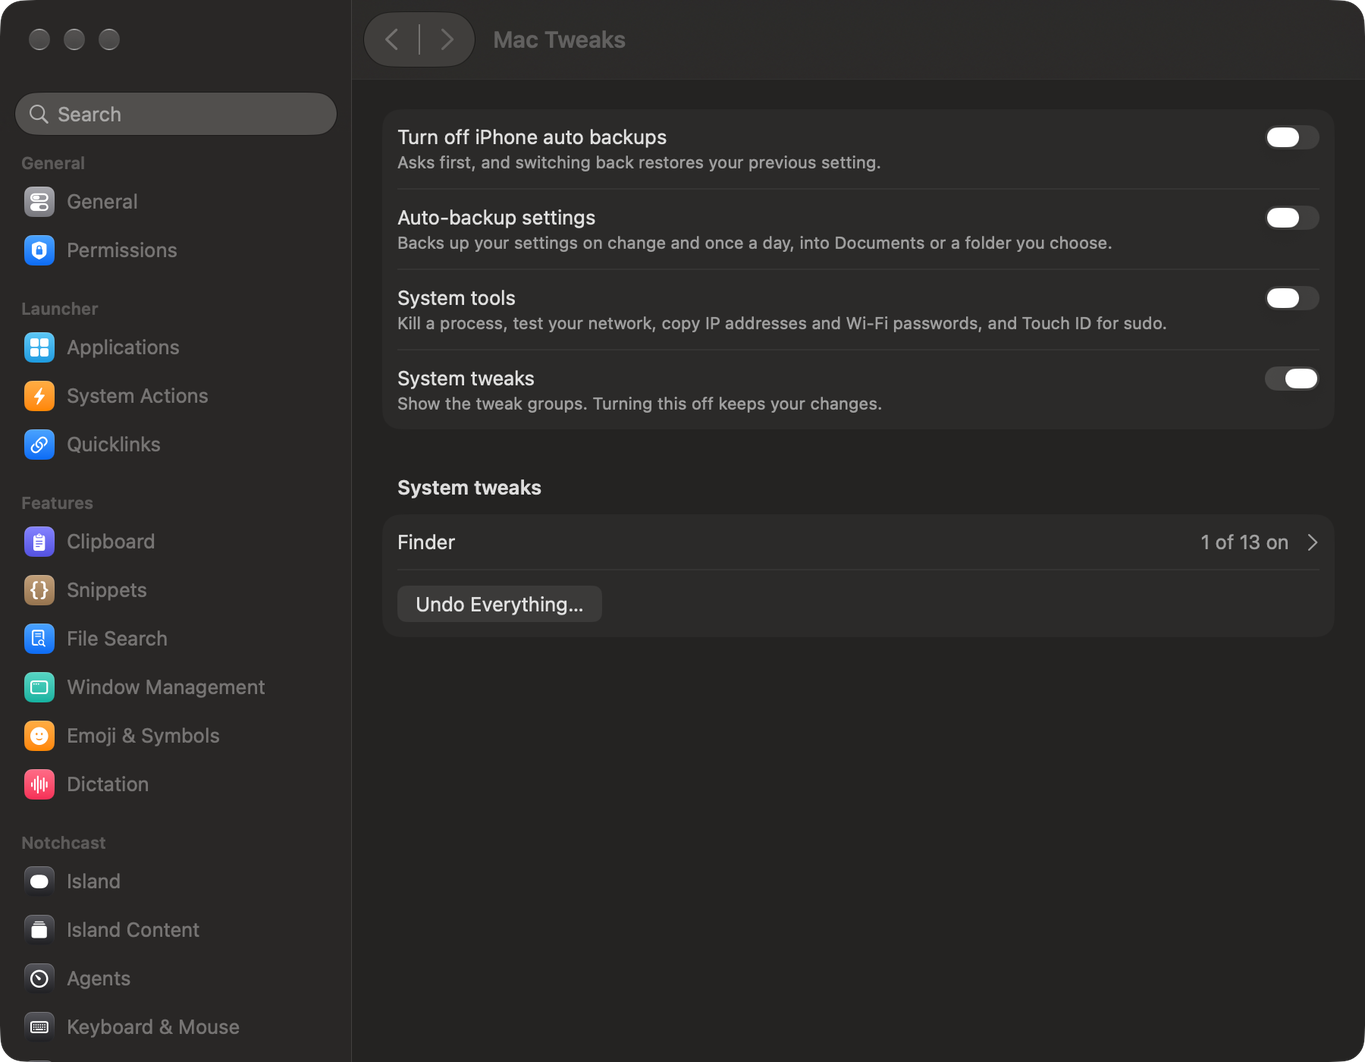 Mac Tweaks
Search
General
General
Permissions
Launcher
Applications
System Actions
Quicklinks
Features
Clipboard
Snippets
File Search
Window Management
Emoji & Symbols
Dictation
Notchcast
Island
Island Content
Agents
Keyboard & Mouse
Turn off iPhone auto backups
Asks first, and switching back restores your previous setting.
Auto-backup settings
Backs up your settings on change and once a day, into Documents or a folder you choose.
System tools
Kill a process, test your network, copy IP addresses and Wi-Fi passwords, and Touch ID for sudo.
System tweaks
Show the tweak groups. Turning this off keeps your changes.
System tweaks
Finder 1 of 13 on
Undo Everything...